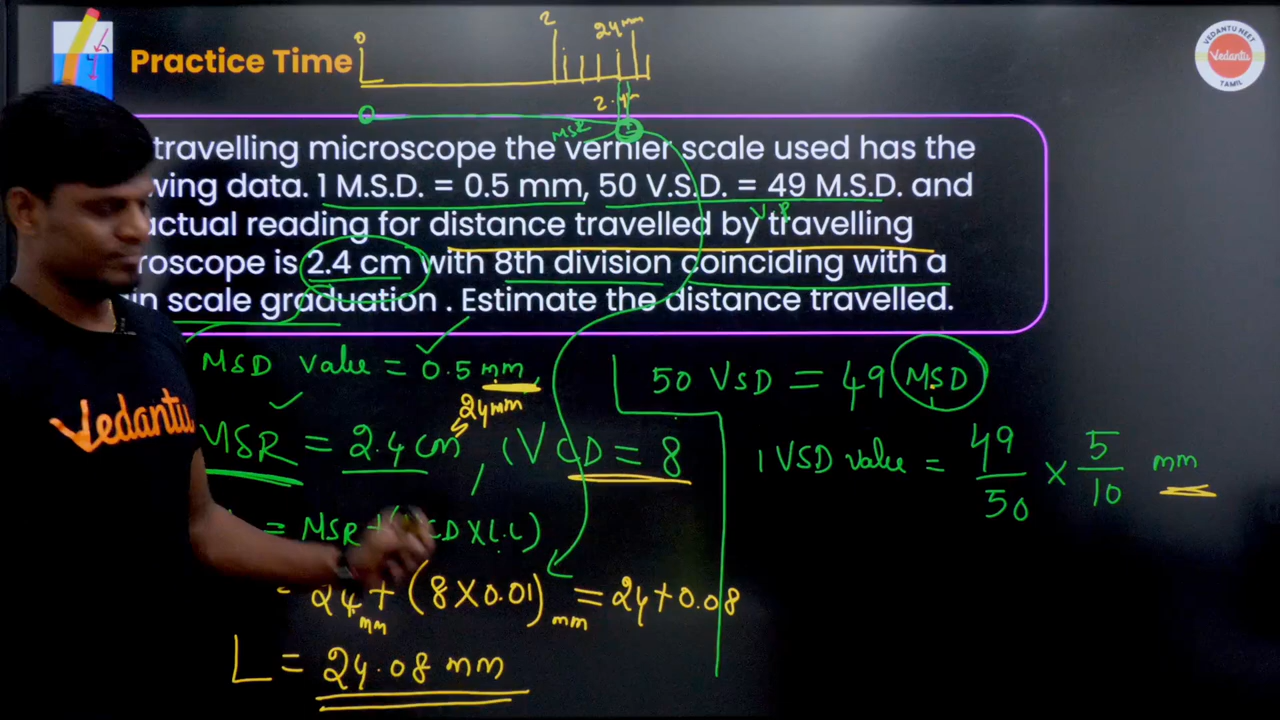 Practice Time
0
2
24mm
2.4
MSR
VEDANTU NEET
Vedantu
TAMIL
travelling microscope the vernier scale used has the
wing data. 1 M.S.D. = 0.5 mm, 50 V.S.D. = 49 M.S.D. and
actual reading for distance travelled by travelling
roscope is 2.4 cm with 8th division coinciding with a
in scale graduation . Estimate the distance travelled.
MSD value = 0.5 mm,
50 VSD = 49 MSD
24mm
MSR = 2.4 cm, (VCD = 8
1 VSD value = 49/50 × 5/10 mm
= MSR + (VCD × L.C)
= 24 mm + (8 × 0.01) mm = 24 + 0.08
L = 24.08 mm
Vedantu